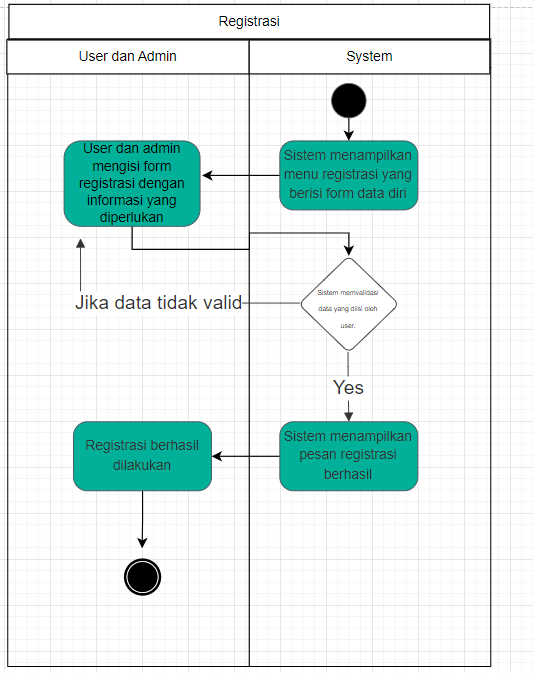 Registrasi
User dan Admin
System
User dan admin
mengisi form
registrasi dengan
informasi yang
diperlukan
Sistem menampilkan
menu registrasi yang
berisi form data diri
Jika data tidak valid
Sistem memvalidasi
data yang diisi oleh
user.
Yes
Registrasi berhasil
dilakukan
Sistem menampilkan
pesan registrasi
berhasil